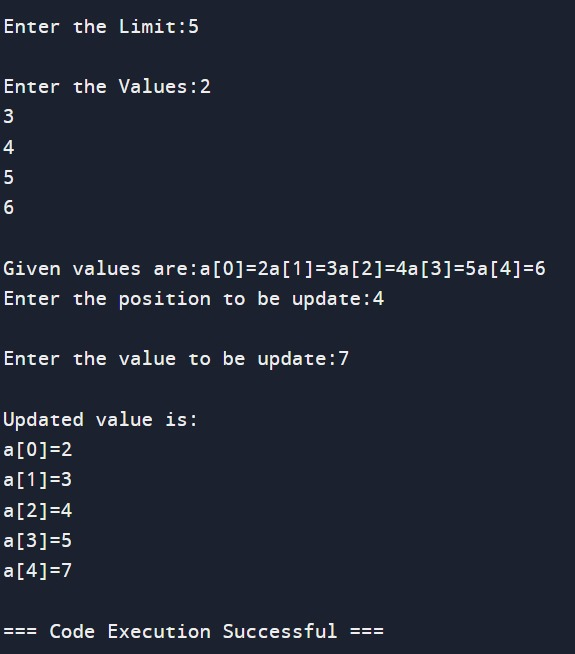 Enter the Limit:5
Enter the Values:2
3
4
5
6
Given values are:a[0]=2a[1]=3a[2]=4a[3]=5a[4]=6
Enter the position to be update:4
Enter the value to be update:7
Updated value is:
a[0]=2
a[1]=3
a[2]=4
a[3]=5
a[4]=7
=== Code Execution Successful ===